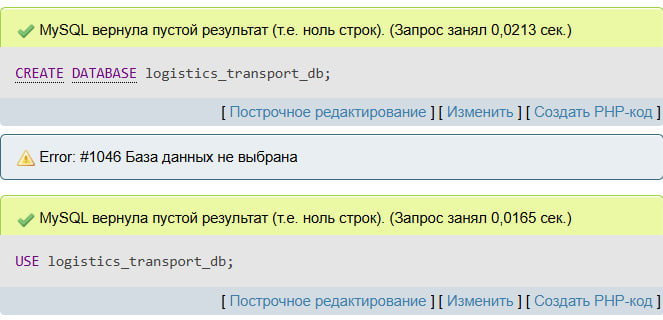 MySQL вернула пустой результат (т.е. ноль строк). (Запрос занял 0,0213 сек.)
CREATE DATABASE logistics_transport_db;
[ Построчное редактирование ] [ Изменить ] [ Создать PHP-код ]
Error: #1046 База данных не выбрана
MySQL вернула пустой результат (т.е. ноль строк). (Запрос занял 0,0165 сек.)
USE logistics_transport_db;
[ Построчное редактирование ] [ Изменить ] [ Создать PHP-код ]